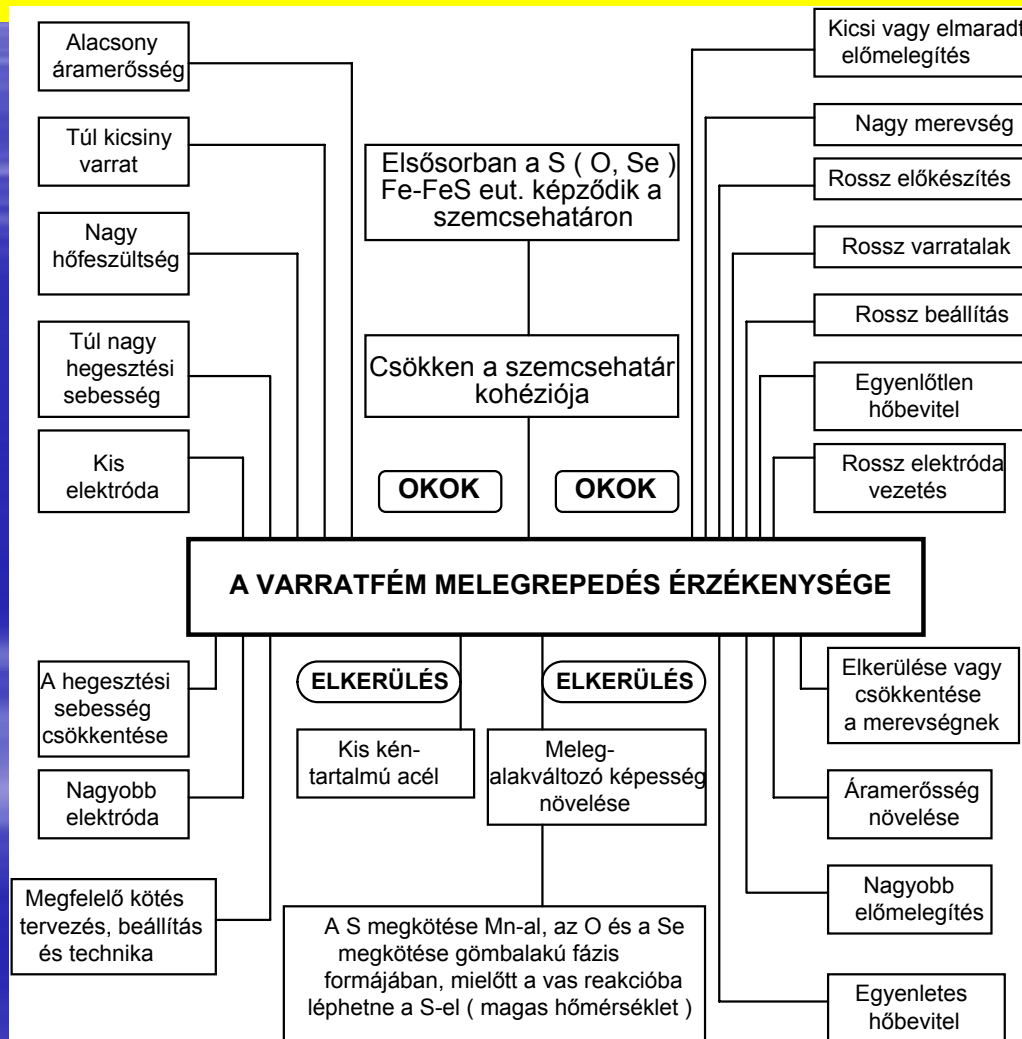 Alacsony
áramerősség
Túl kicsiny
varrat
Nagy
hőfeszültség
Túl nagy
hegesztési
sebesség
Kis
elektróda
Elsősorban a S ( O, Se )
Fe-FeS eut. képződik a
szemcsehatáron
Csökken a szemcsehatár
kohéziója
OKOK
OKOK
Kicsi vagy elmaradt
előmelegítés
Nagy merevség
Rossz előkészítés
Rossz varratalak
Rossz beállítás
Egyenlőtlen
hőbevitel
Rossz elektróda
vezetés
A VARRATFÉM MELEGREPEDÉS ÉRZÉKENYSÉGE
A hegesztési
sebesség
csökkentése
Nagyobb
elektróda
Megfelelő kötés
tervezés, beállítás
és technika
ELKERÜLÉS
ELKERÜLÉS
Kis kén-
tartalmú acél
Meleg-
alakváltozó képesség
növelése
A S megkötése Mn-al, az O és a Se
megkötése gömbalakú fázis
formájában, mielőtt a vas reakcióba
léphetne a S-el ( magas hőmérséklet )
Elkerülése vagy
csökkentése
a merevségnek
Áramerősség
növelése
Nagyobb
előmelegítés
Egyenletes
hőbevitel